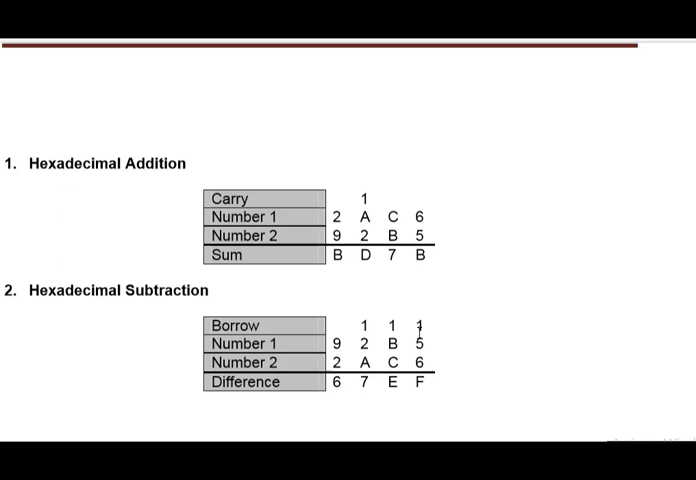 1. Hexadecimal Addition
Carry 1
Number 1 2 A C 6
Number 2 9 2 B 5
Sum B D 7 B
2. Hexadecimal Subtraction
Borrow 1 1 1
Number 1 9 2 B 5
Number 2 2 A C 6
Difference 6 7 E F